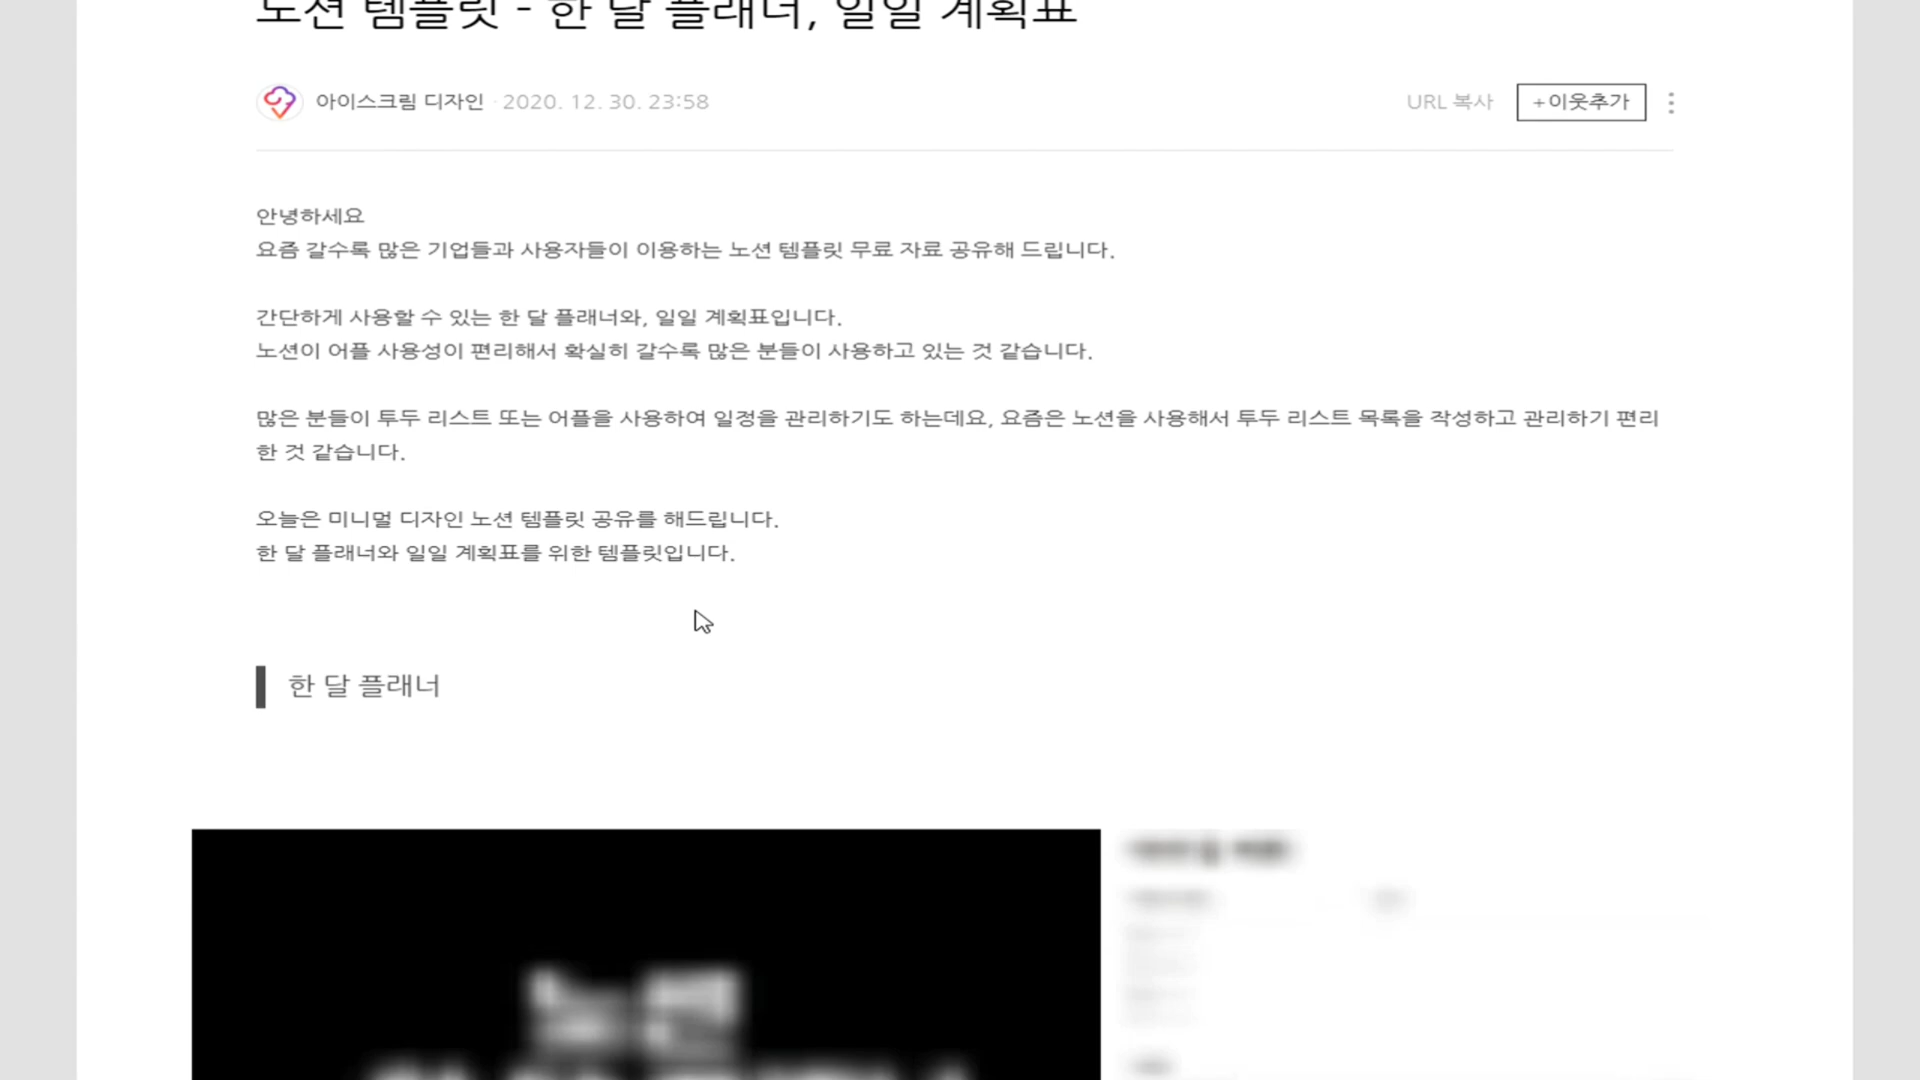 노션 템플릿 - 한 달 플래너, 일일 계획표
아이스크림 디자인 · 2020. 12. 30. 23:58
URL 복사
+이웃추가
안녕하세요
요즘 갈수록 많은 기업들과 사용자들이 이용하는 노션 템플릿 무료 자료 공유해 드립니다.
간단하게 사용할 수 있는 한 달 플래너와, 일일 계획표입니다.
노션이 어플 사용성이 편리해서 확실히 갈수록 많은 분들이 사용하고 있는 것 같습니다.
많은 분들이 투두 리스트 또는 어플을 사용하여 일정을 관리하기도 하는데요, 요즘은 노션을 사용해서 투두 리스트 목록을 작성하고 관리하기 편리
한 것 같습니다.
오늘은 미니멀 디자인 노션 템플릿 공유를 해드립니다.
한 달 플래너와 일일 계획표를 위한 템플릿입니다.
한 달 플래너
노션